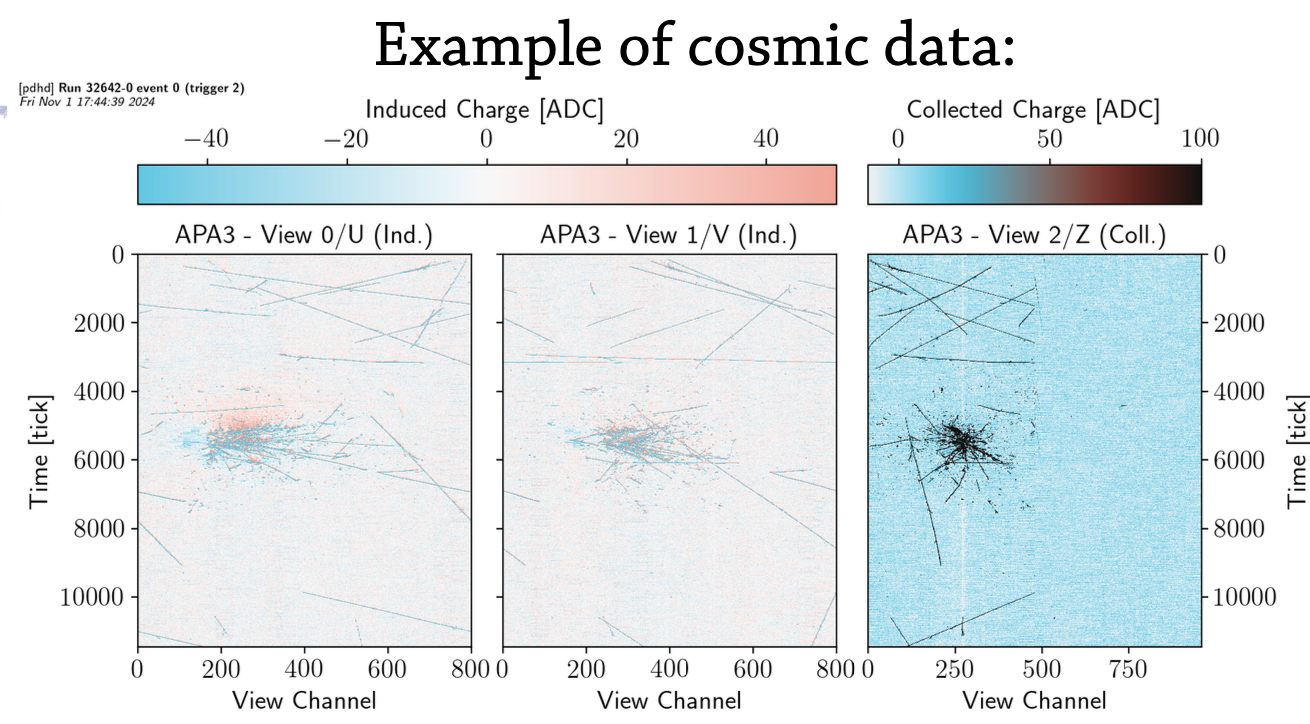 Example of cosmic data:
[pdhd] Run 32642-0 event 0 (trigger 2)
Fri Nov 1 17:44:39 2024
Induced Charge [ADC]
−40 −20 0 20 40
Collected Charge [ADC]
0 50 100
APA3 - View 0/U (Ind.)
APA3 - View 1/V (Ind.)
APA3 - View 2/Z (Coll.)
Time [tick]
0
2000
4000
6000
8000
10000
0 200 400 600 800
View Channel
0 200 400 600 800
View Channel
0 250 500 750
View Channel
0
2000
4000
6000
8000
10000
Time [tick]